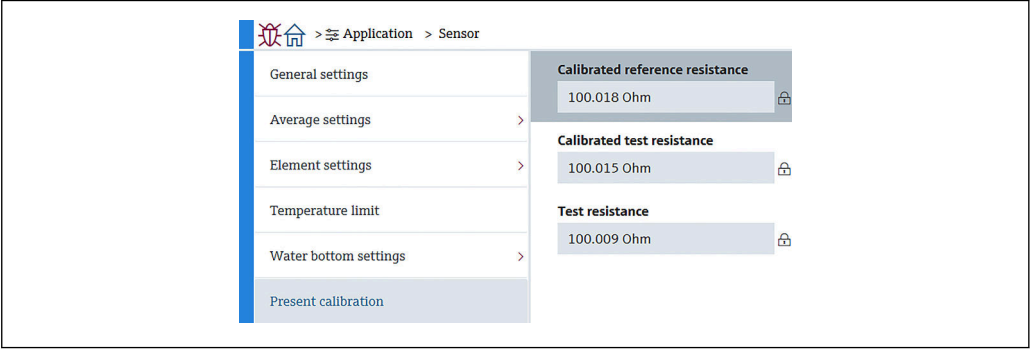 > Application > Sensor
General settings
Average settings >
Element settings >
Temperature limit
Water bottom settings >
Present calibration
Calibrated reference resistance
100.018 Ohm
Calibrated test resistance
100.015 Ohm
Test resistance
100.009 Ohm